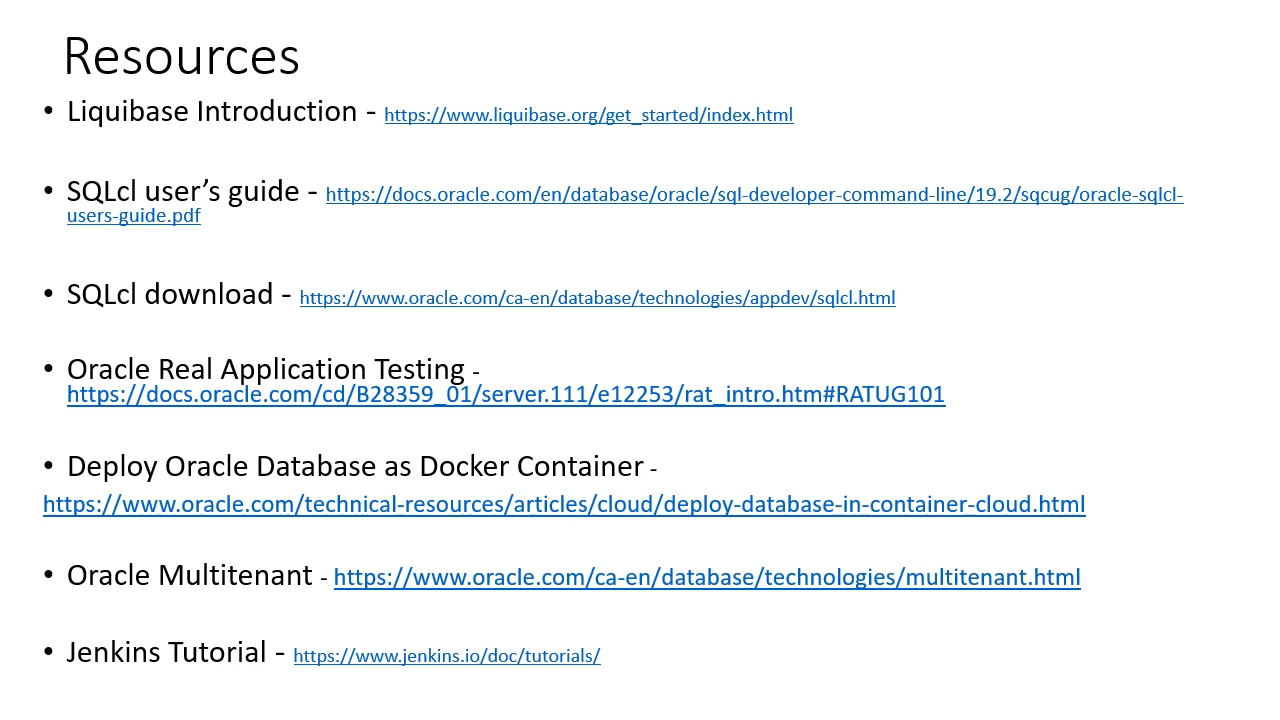 Resources
• Liquibase Introduction - https://www.liquibase.org/get_started/index.html
• SQLcl user’s guide - https://docs.oracle.com/en/database/oracle/sql-developer-command-line/19.2/sqcug/oracle-sqlcl-
users-guide.pdf
• SQLcl download - https://www.oracle.com/ca-en/database/technologies/appdev/sqlcl.html
• Oracle Real Application Testing -
https://docs.oracle.com/cd/B28359_01/server.111/e12253/rat_intro.htm#RATUG101
• Deploy Oracle Database as Docker Container -
https://www.oracle.com/technical-resources/articles/cloud/deploy-database-in-container-cloud.html
• Oracle Multitenant - https://www.oracle.com/ca-en/database/technologies/multitenant.html
• Jenkins Tutorial - https://www.jenkins.io/doc/tutorials/